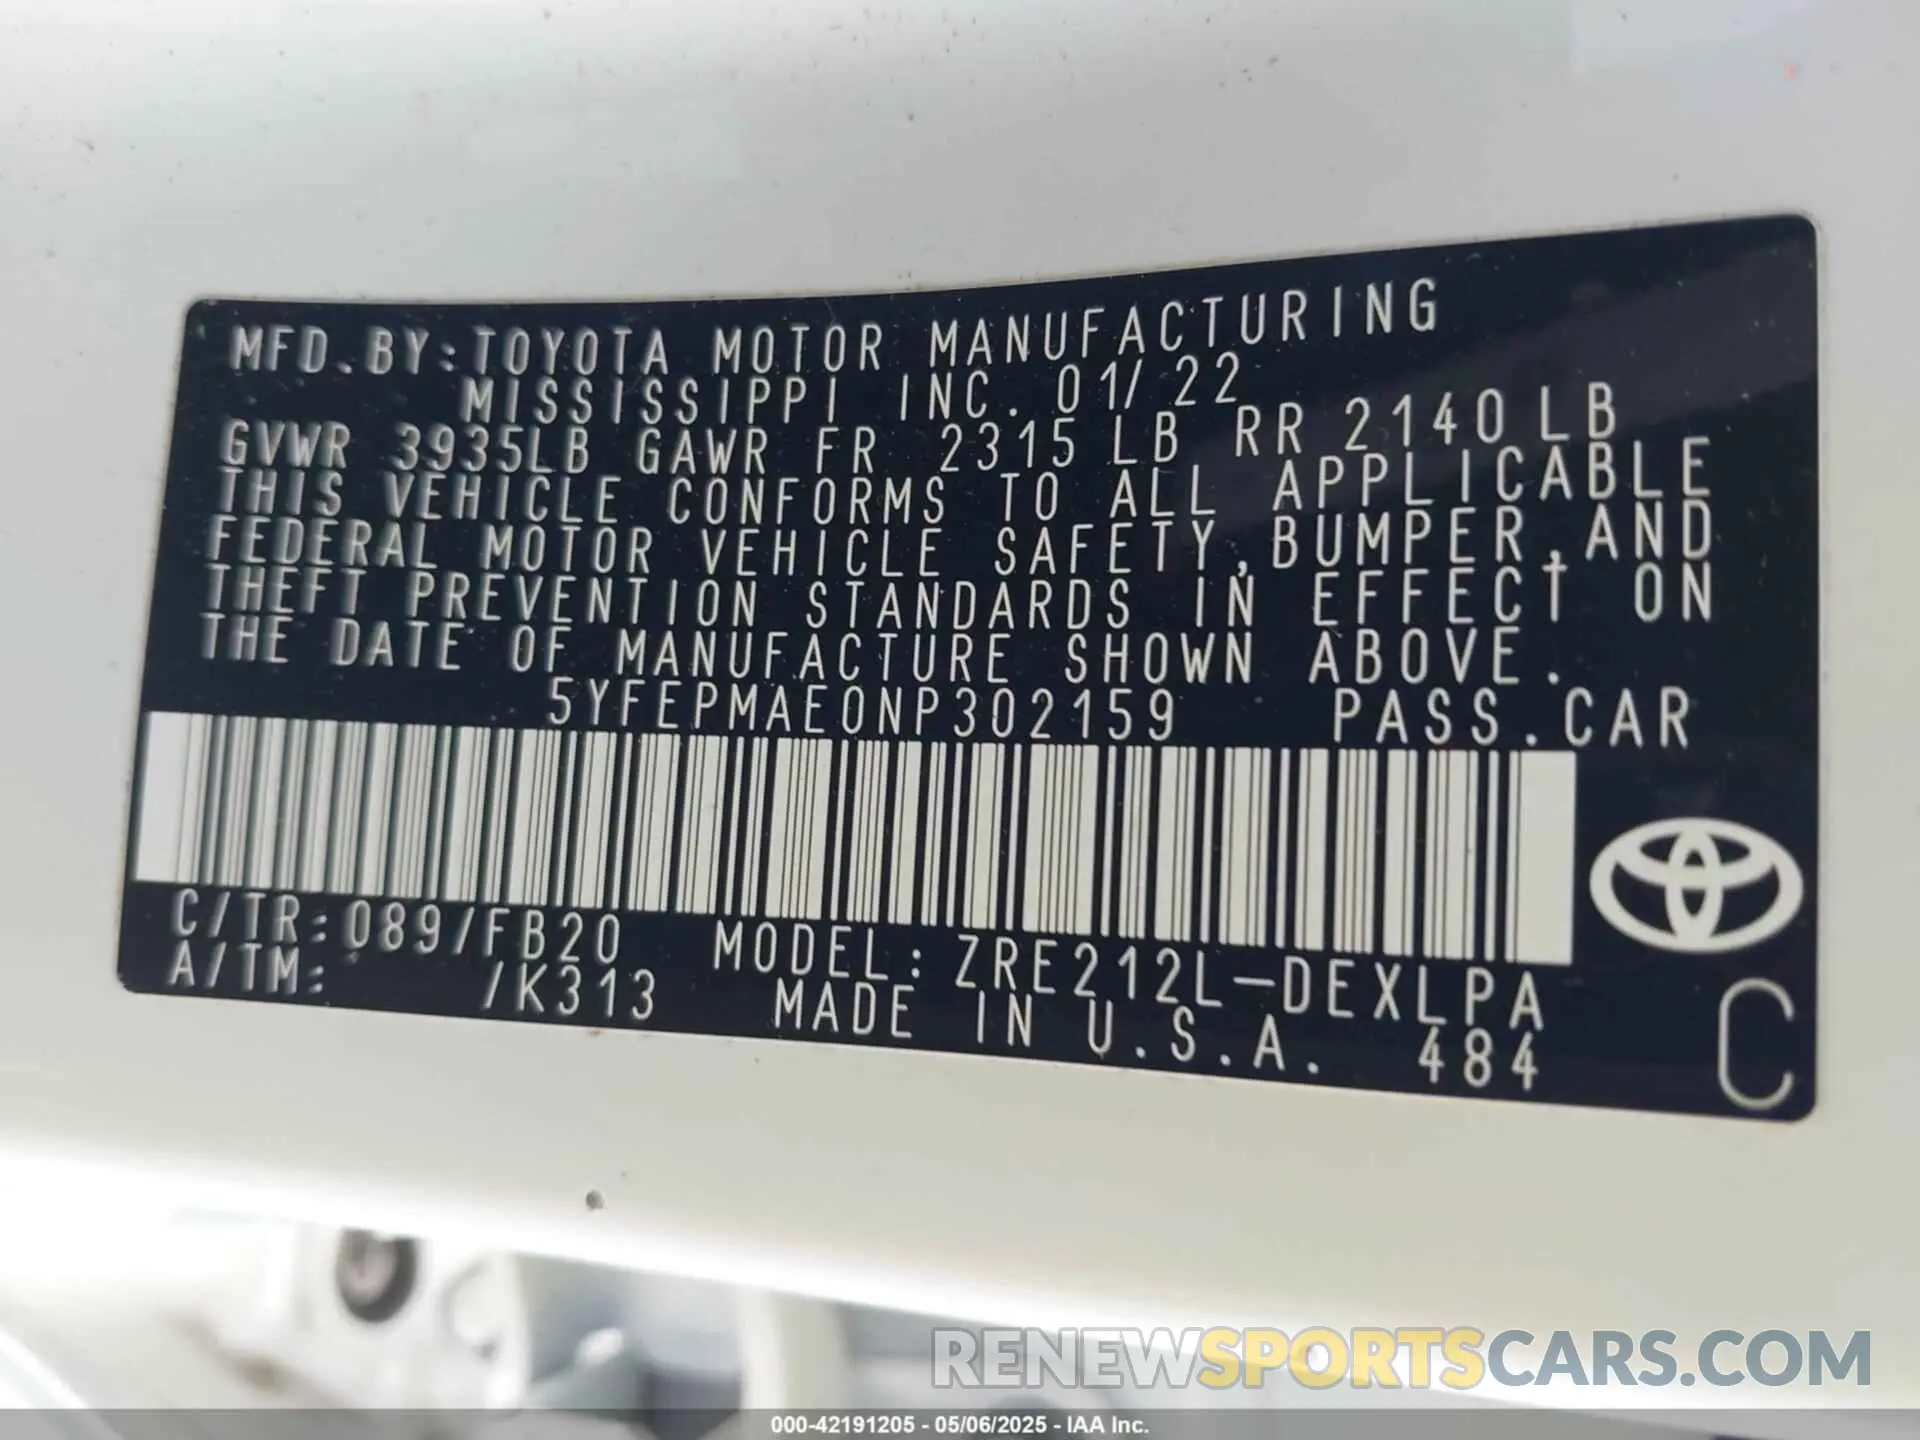 MFD.BY:TOYOTA MOTOR MANUFACTURING
MISSISSIPPI INC. 01/22
GVWR 3935LB GAWR FR 2315 LB RR 2140 LB
THIS VEHICLE CONFORMS TO ALL APPLICABLE
FEDERAL MOTOR VEHICLE SAFETY, BUMPER, AND
THEFT PREVENTION STANDARDS IN EFFECT ON
THE DATE OF MANUFACTURE SHOWN ABOVE.
5YFEPMAE0NP302159 PASS.CAR
C/TR:089/FB20 MODEL:ZRE212L-DEXLPA
A/TM: /K313 MADE IN U.S.A. 484
C
RENEWSPORTSCARS.COM
000-42191205 - 05/06/2025 - IAA Inc.